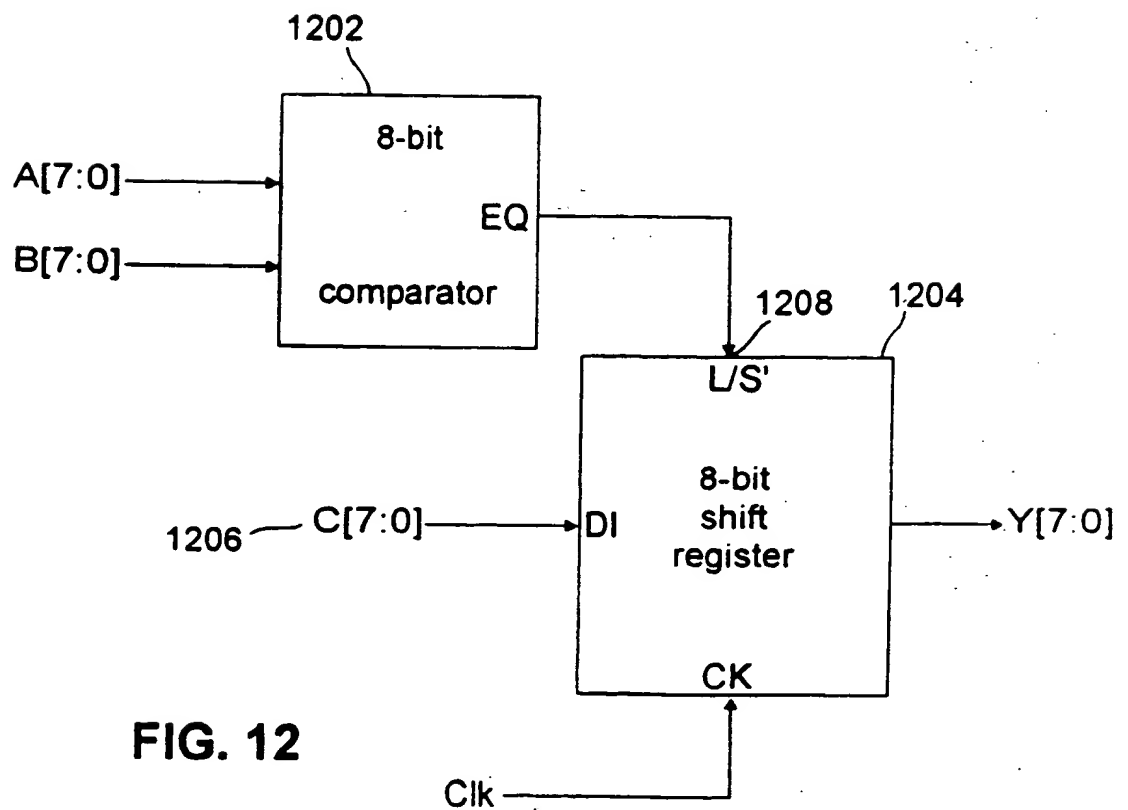 1202
8-bit
A[7:0]
EQ
B[7:0]
comparator
1208
1204
L/S'
8-bit
shift
register
1206
C[7:0]
DI
Y[7:0]
CK
FIG. 12
Clk